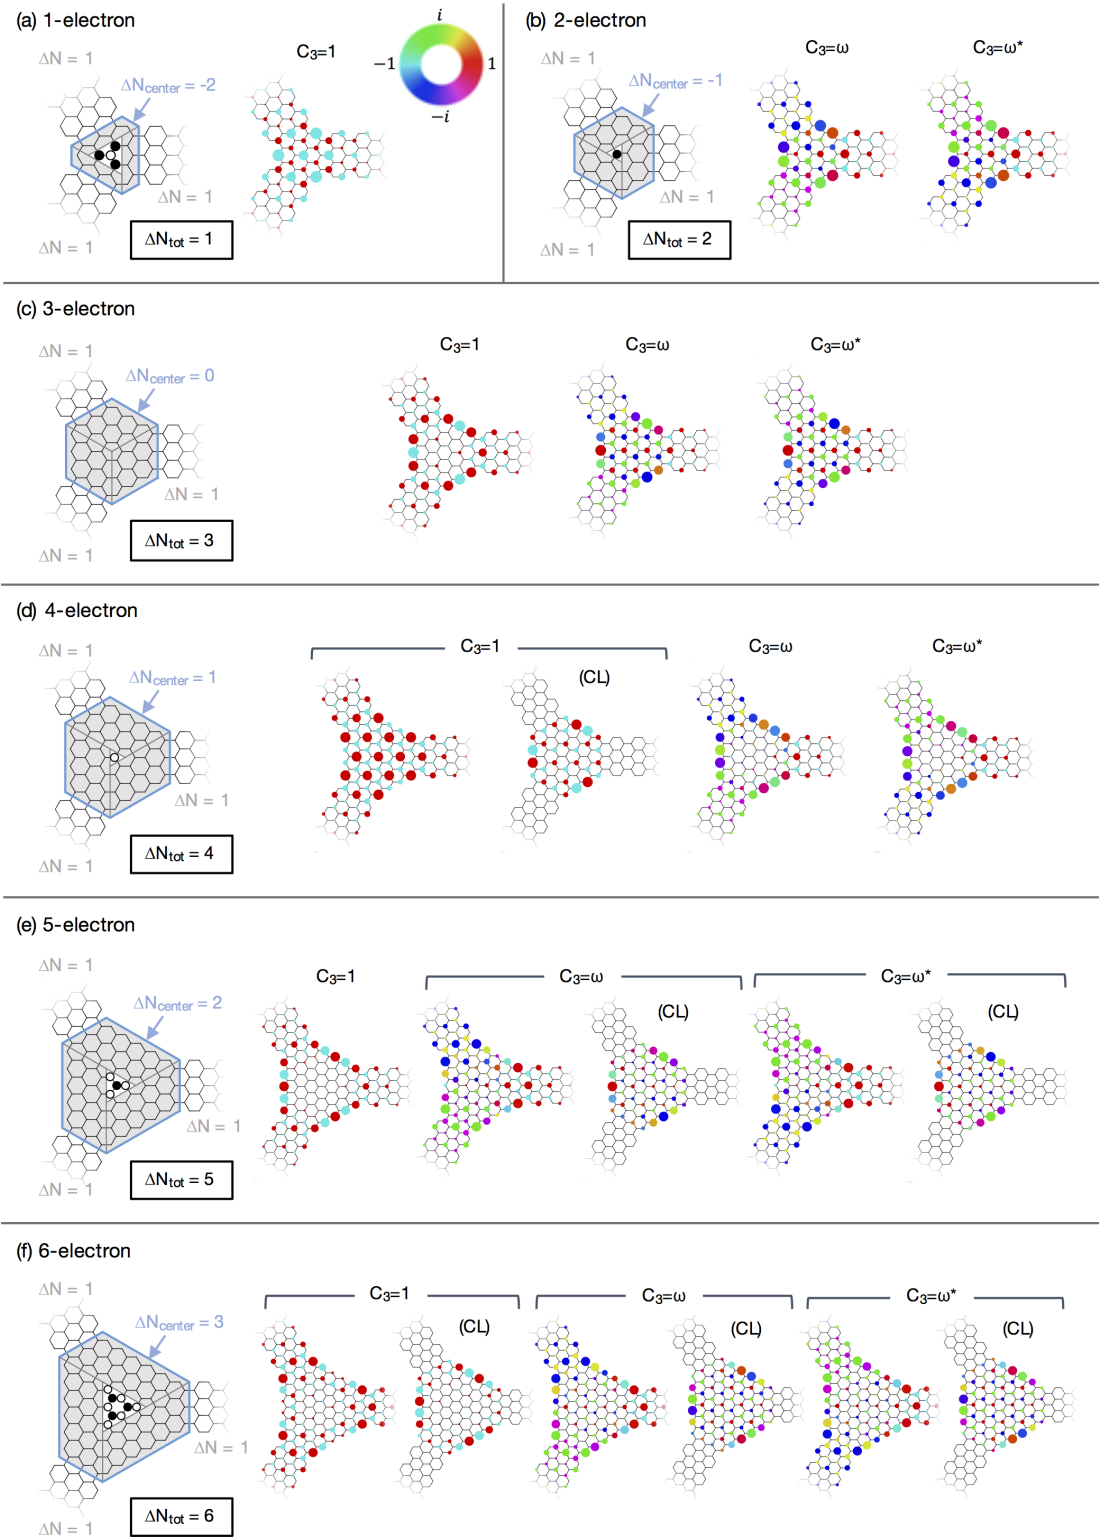 (a) 1-electron
ΔN = 1
ΔNcenter = -2
ΔN = 1
ΔN = 1
ΔNtot = 1
C3=1
i
−1
1
−i
(b) 2-electron
ΔN = 1
ΔNcenter = -1
ΔN = 1
ΔN = 1
ΔNtot = 2
C3=ω
C3=ω*
(c) 3-electron
ΔN = 1
ΔNcenter = 0
ΔN = 1
ΔN = 1
ΔNtot = 3
C3=1
C3=ω
C3=ω*
(d) 4-electron
ΔN = 1
ΔNcenter = 1
ΔN = 1
ΔN = 1
ΔNtot = 4
C3=1
(CL)
C3=ω
C3=ω*
(e) 5-electron
ΔN = 1
ΔNcenter = 2
ΔN = 1
ΔN = 1
ΔNtot = 5
C3=1
C3=ω
(CL)
C3=ω*
(CL)
(f) 6-electron
ΔN = 1
ΔNcenter = 3
ΔN = 1
ΔN = 1
ΔNtot = 6
C3=1
(CL)
C3=ω
(CL)
C3=ω*
(CL)